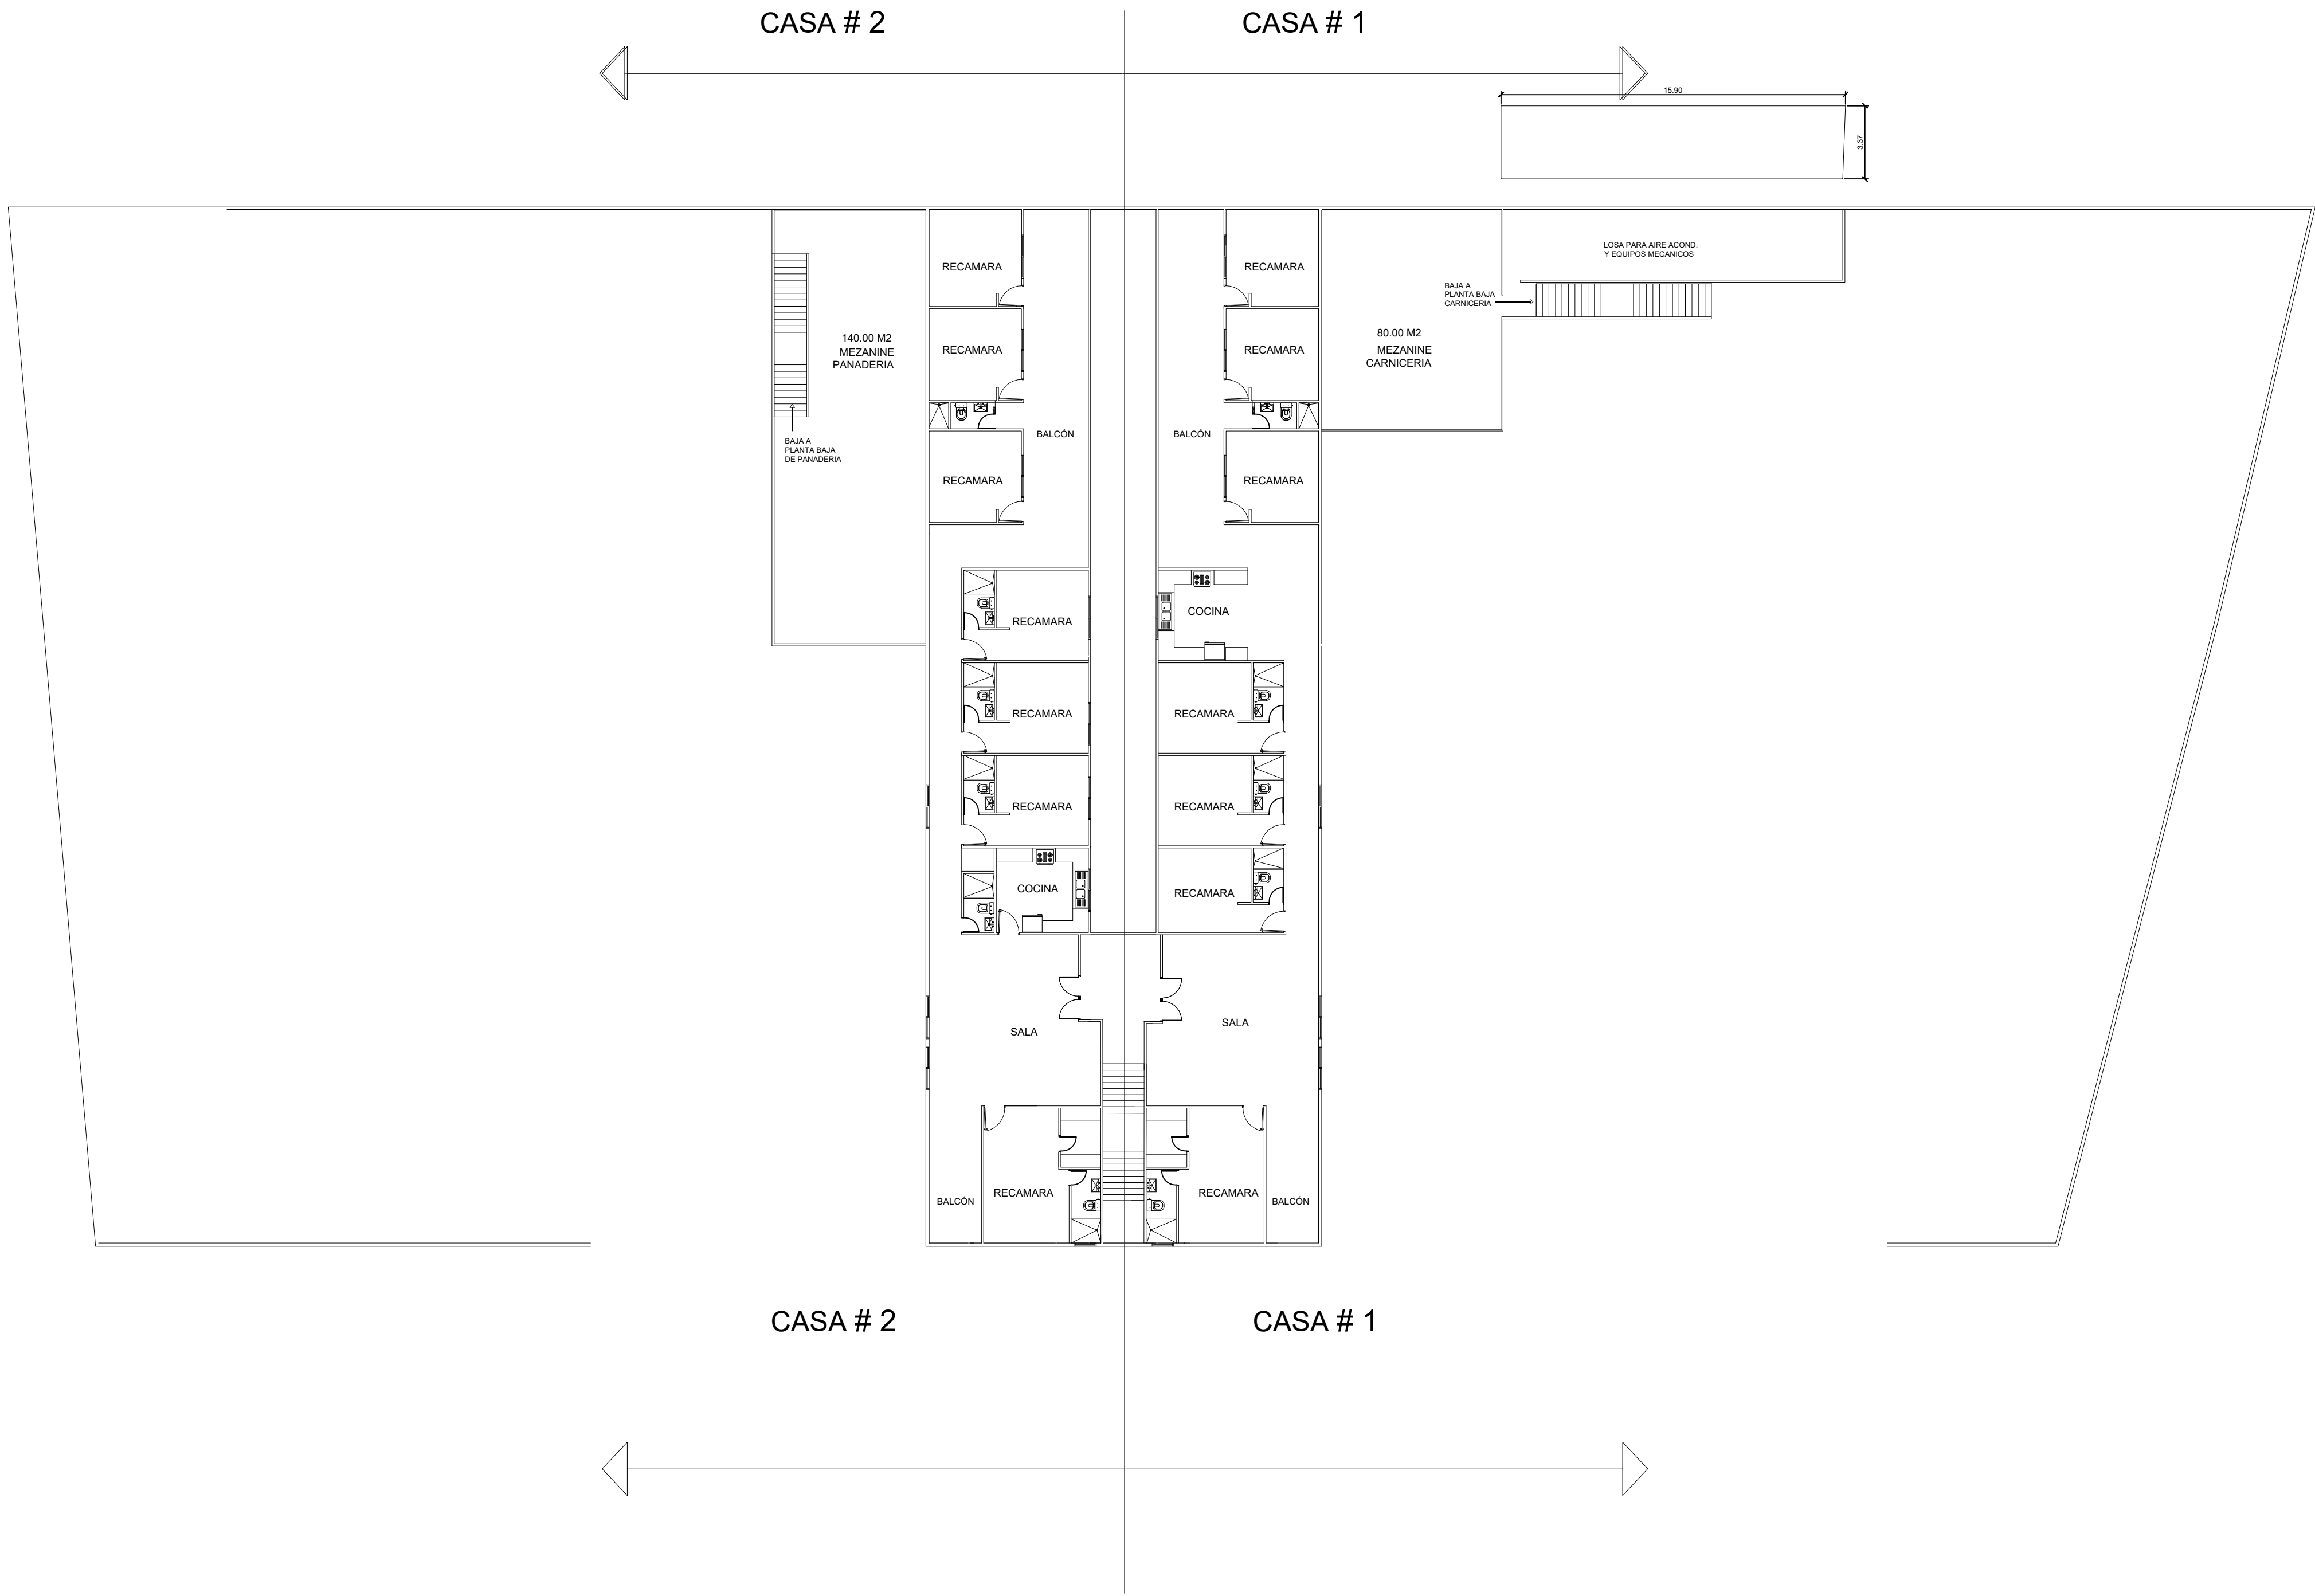 CASA # 2
CASA # 1
15.90
3.37
LOSA PARA AIRE ACOND.
Y EQUIPOS MECANICOS
RECAMARA
RECAMARA
BAJA A
PLANTA BAJA
CARNICERIA
140.00 M2
MEZANINE
PANADERIA
RECAMARA
RECAMARA
80.00 M2
MEZANINE
CARNICERIA
BAJA A
PLANTA BAJA
DE PANADERIA
BALCÓN
BALCÓN
RECAMARA
RECAMARA
RECAMARA
COCINA
RECAMARA
RECAMARA
RECAMARA
RECAMARA
COCINA
RECAMARA
SALA
SALA
BALCÓN
RECAMARA
RECAMARA
BALCÓN
CASA # 2
CASA # 1